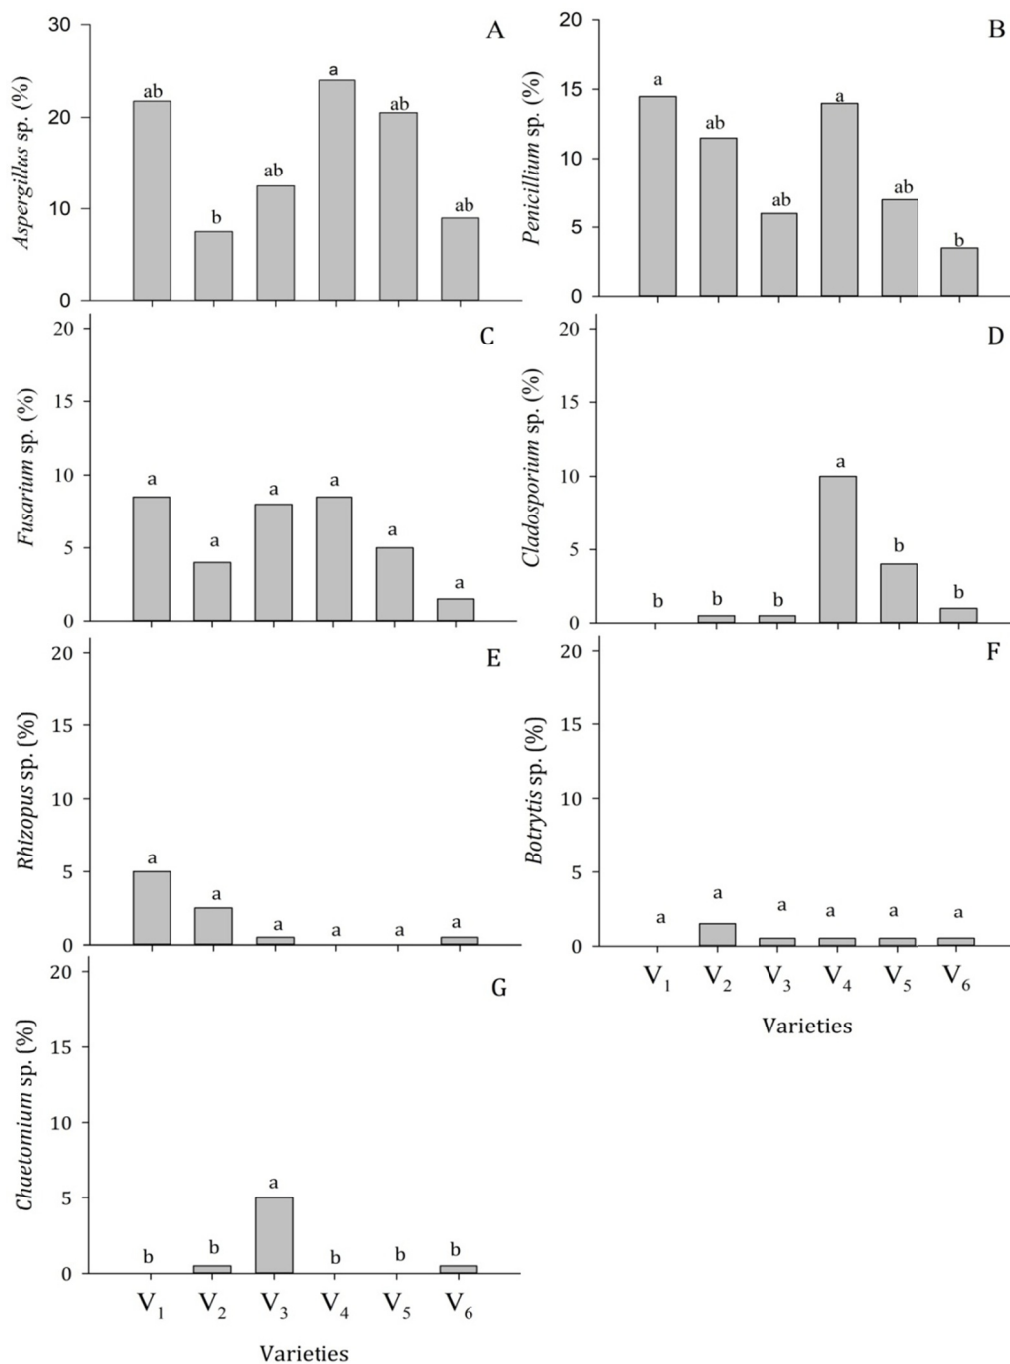 A
Aspergillus sp. (%)
30
20
10
0
ab
b
ab
a
ab
ab
B
Penicillium sp. (%)
20
15
10
5
0
a
ab
ab
a
ab
b
C
Fusarium sp. (%)
20
15
10
5
0
a
a
a
a
a
a
D
Cladosporium sp. (%)
20
15
10
5
0
b
b
b
a
b
b
E
Rhizopus sp. (%)
20
15
10
5
0
a
a
a
a
a
a
F
Botrytis sp. (%)
20
15
10
5
0
a
a
a
a
a
a
V1 V2 V3 V4 V5 V6
Varieties
G
Chaetomium sp. (%)
20
15
10
5
0
b
b
a
b
b
b
V1 V2 V3 V4 V5 V6
Varieties